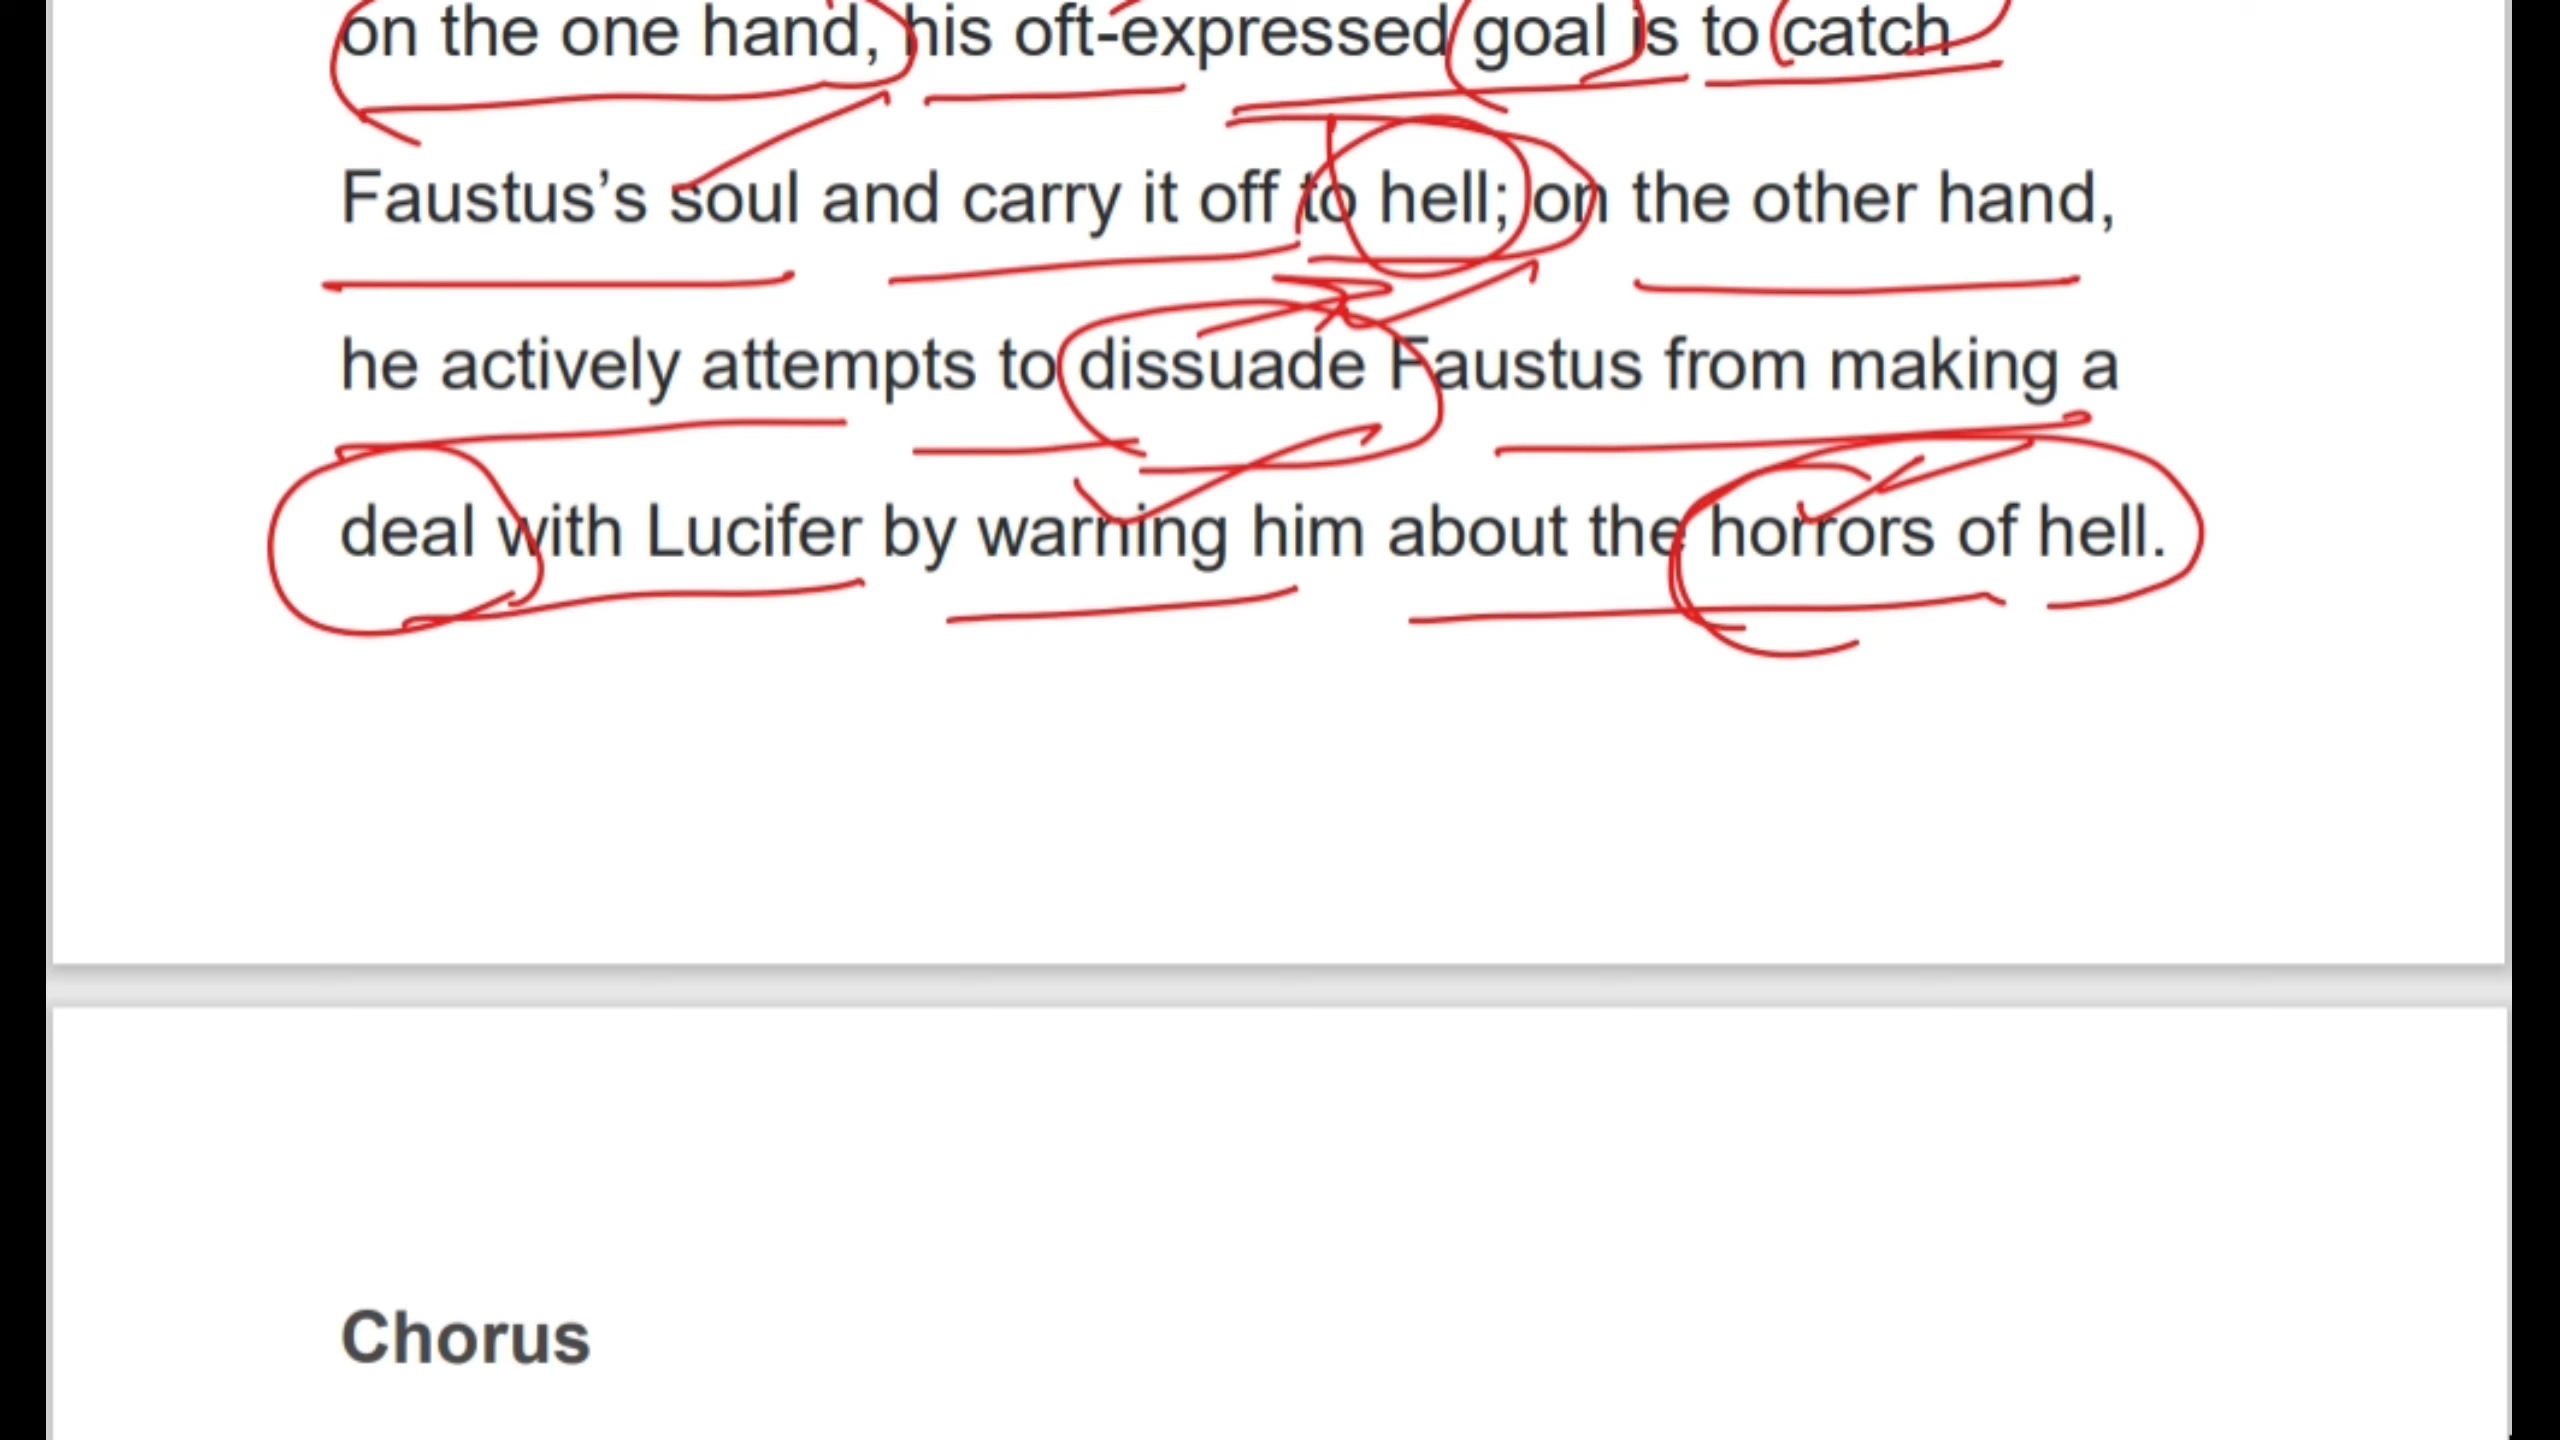 on the one hand, his oft-expressed goal is to catch
Faustus’s soul and carry it off to hell; on the other hand,
he actively attempts to dissuade Faustus from making a
deal with Lucifer by warning him about the horrors of hell.
Chorus